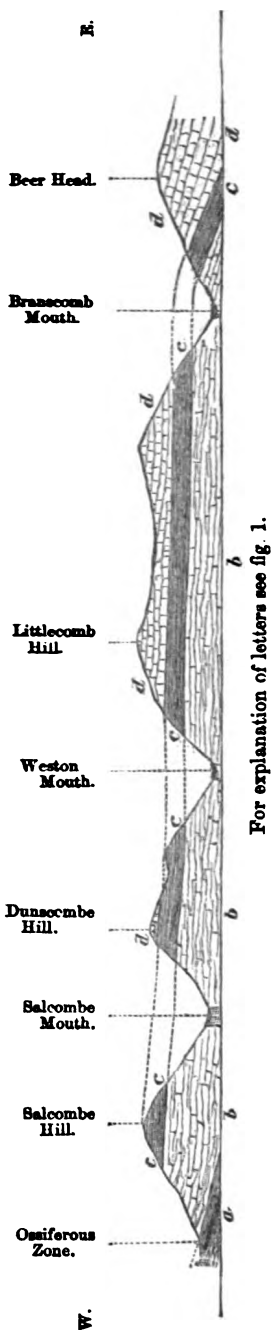 W.
Ossiferous
Zone.
Salcombe
Hill.
Salcombe
Mouth.
Dunscombe
Hill.
Weston
Mouth.
Littlecomb
Hill.
Branscomb
Mouth.
Beer Head.
E.
a
b
c
c
b
d
c
d
b
c
d
d
c
d
For explanation of letters see fig. 1.